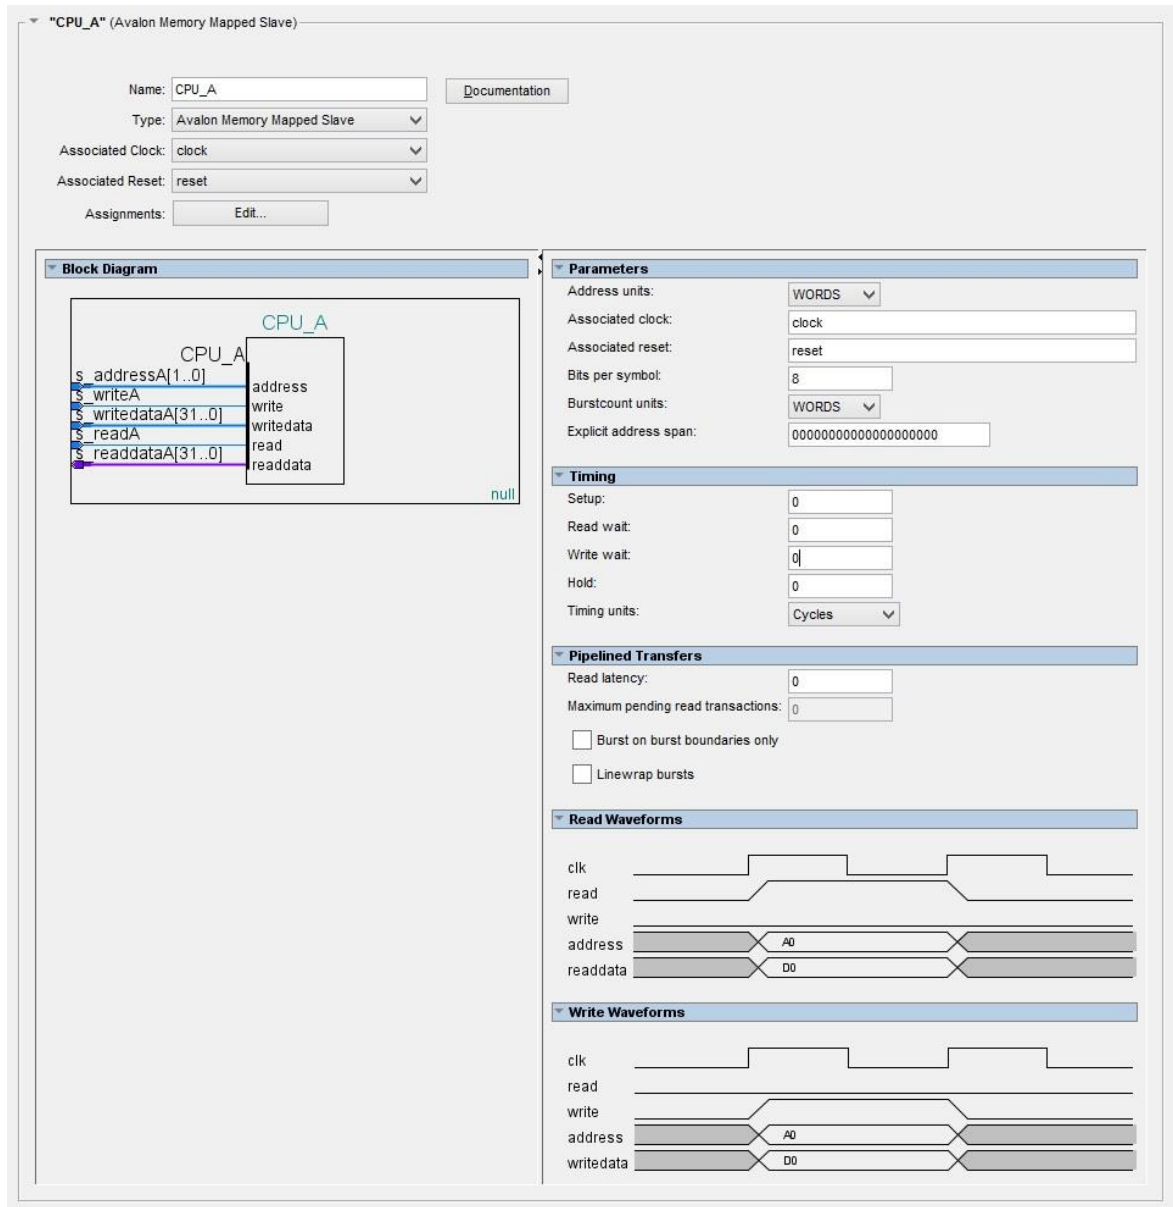 "CPU_A" (Avalon Memory Mapped Slave)
Name: CPU_A Documentation
Type: Avalon Memory Mapped Slave
Associated Clock: clock
Associated Reset: reset
Assignments: Edit...
Block Diagram
CPU_A
CPU_A
s_addressA[1..0] address
s_writeA write
s_writedataA[31..0] writedata
s_readA read
s_readdataA[31..0] readdata
null
Parameters
Address units: WORDS
Associated clock: clock
Associated reset: reset
Bits per symbol: 8
Burstcount units: WORDS
Explicit address span: 00000000000000000000
Timing
Setup: 0
Read wait: 0
Write wait: 0
Hold: 0
Timing units: Cycles
Pipelined Transfers
Read latency: 0
Maximum pending read transactions: 0
Burst on burst boundaries only
Linewrap bursts
Read Waveforms
clk
read
write
address A0
readdata D0
Write Waveforms
clk
read
write
address A0
writedata D0